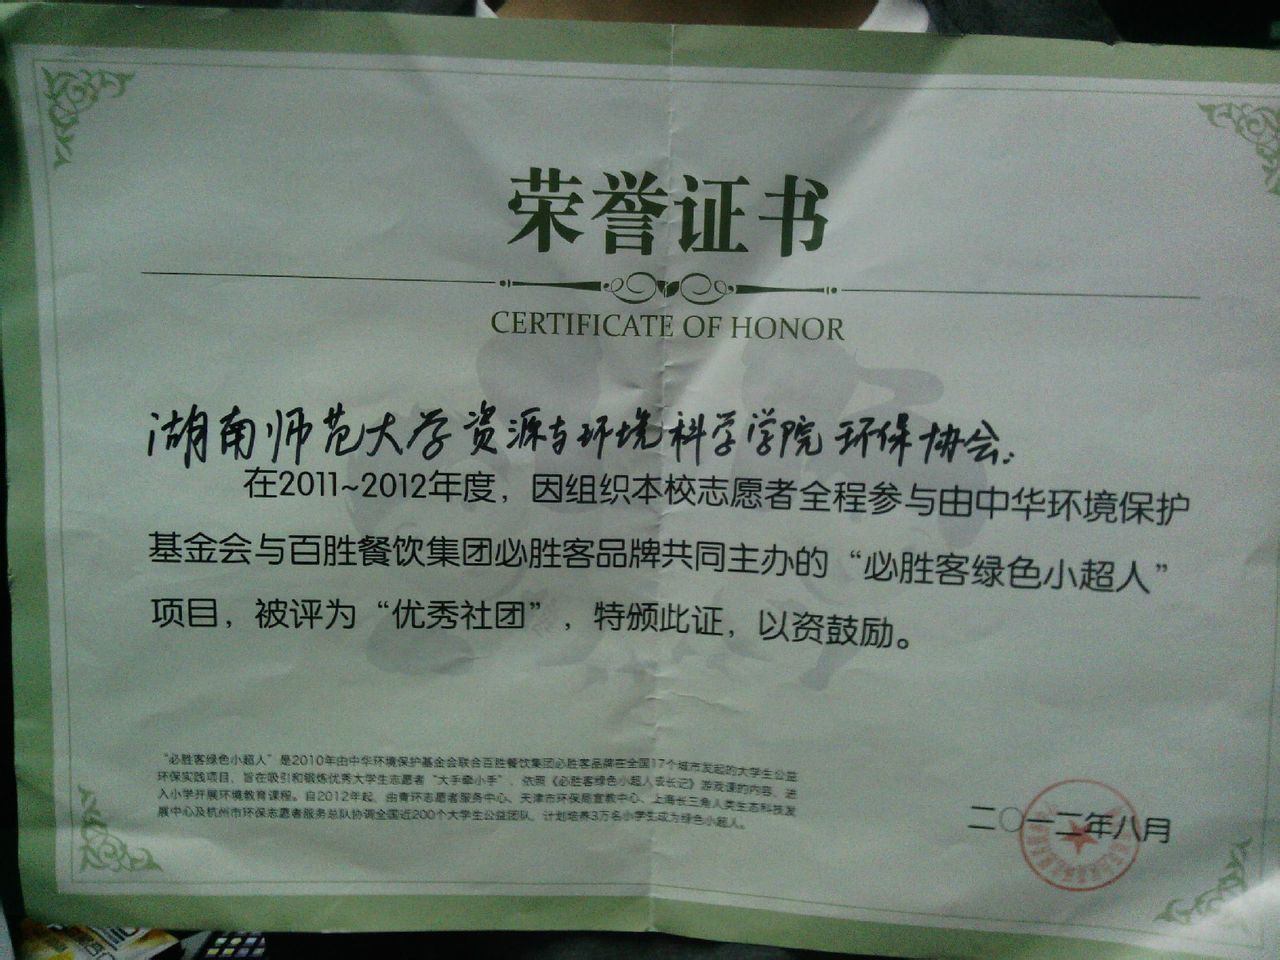 荣誉证书
CERTIFICATE OF HONOR
湖南师范大学资源与环境科学学院环保协会:
在2011~2012年度，因组织本校志愿者全程参与由中华环境保护
基金会与百胜餐饮集团必胜客品牌共同主办的“必胜客绿色小超人”
项目，被评为“优秀社团”，特颁此证，以资鼓励。
“必胜客绿色小超人”是2010年由中华环境保护基金会联合百胜餐饮集团必胜客品牌在全国17个城市发起的大学生公益
环保实践项目，旨在吸引和锻炼优秀大学生志愿者“大手牵小手”，依照《必胜客绿色小超人成长记》游戏课的内容，进
入小学开展环境教育课程。自2012年起，由青环志愿者服务中心、天津市环保局宣教中心、上海长三角人类生态科技发
展中心及杭州市环保志愿者服务总队协调全国近200个大学生公益团队，计划培养3万名小学生成为绿色小超人。
二〇一二年八月